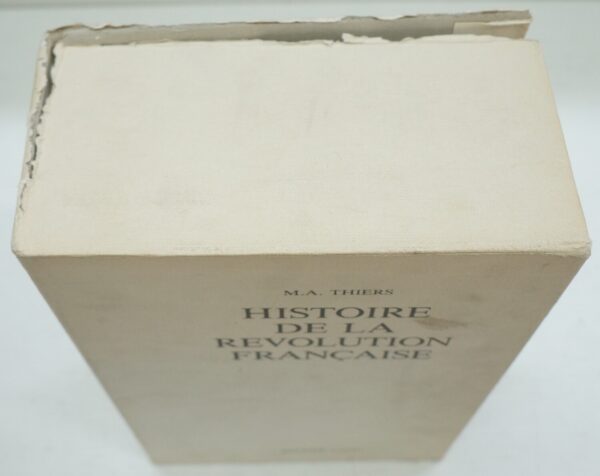 M.A. THIERS
HISTOIRE
DE LA
REVOLUTION
FRANÇAISE